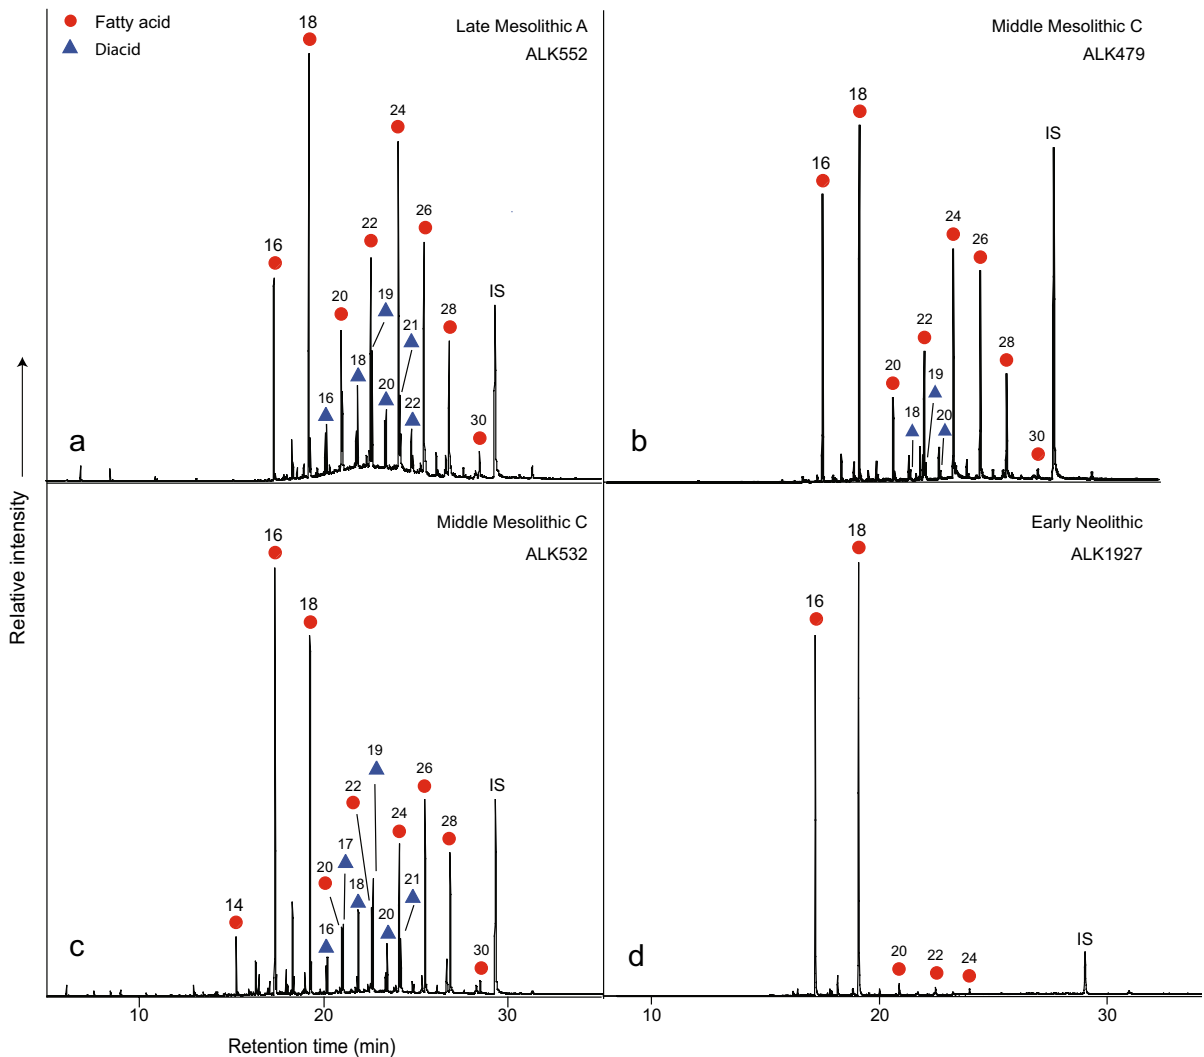 Fatty acid
Diacid
Late Mesolithic A
ALK552
18
24
26
22
16
19
20
21
28
18
16
20
22
30
IS
a
Middle Mesolithic C
ALK479
18
IS
16
24
26
22
28
20
19
18
20
30
b
Middle Mesolithic C
ALK532
16
18
19
26
IS
22
24
28
17
20
21
18
14
20
16
30
c
Early Neolithic
ALK1927
18
16
IS
20
22
24
d
Relative intensity
10
20
30
10
20
30
Retention time (min)